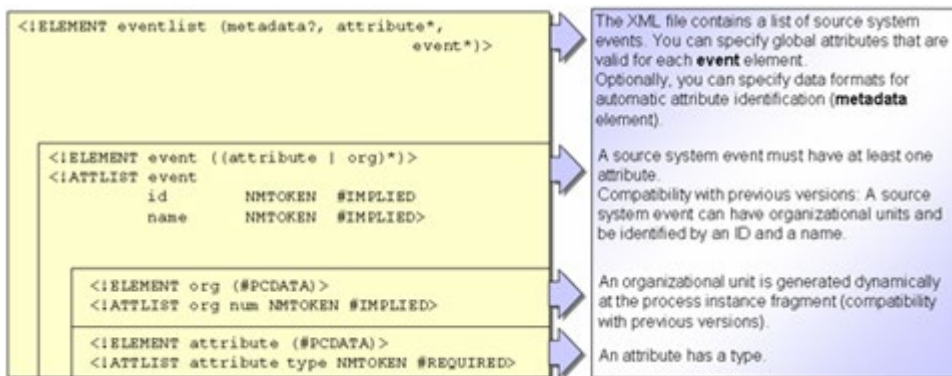 <!ELEMENT eventlist (metadata?, attribute*,
event*)>
The XML file contains a list of source system
events. You can specify global attributes that are
valid for each event element.
Optionally, you can specify data formats for
automatic attribute identification (metadata
element).
<!ELEMENT event ((attribute | org)*)>
<!ATTLIST event
id NMTOKEN #IMPLIED
name NMTOKEN #IMPLIED>
A source system event must have at least one
attribute.
Compatibility with previous versions: A source
system event can have organizational units and
be identified by an ID and a name.
<!ELEMENT org (#PCDATA)>
<!ATTLIST org num NMTOKEN #IMPLIED>
An organizational unit is generated dynamically
at the process instance fragment (compatibility
with previous versions).
<!ELEMENT attribute (#PCDATA)>
<!ATTLIST attribute type NMTOKEN #REQUIRED>
An attribute has a type.